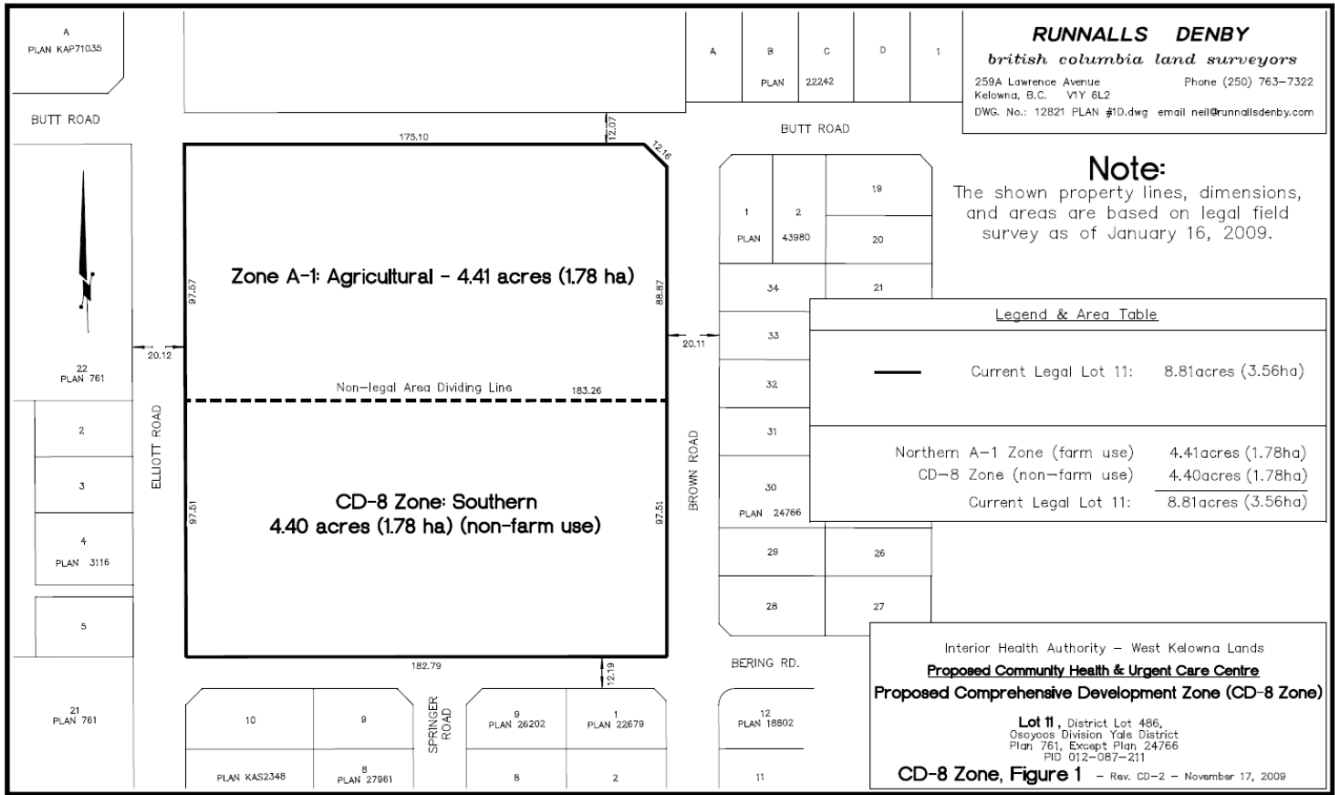 A
PLAN KAP71035
BUTT ROAD
A
B
C
D
1
PLAN 22242
BUTT ROAD
RUNNALLS DENBY
british columbia land surveyors
259A Lawrence Avenue Phone (250) 763-7322
Kelowna, B.C. V1Y 6L2
DWG. No.: 12821 PLAN #1D.dwg email neil@runnallsdenby.com
Note:
The shown property lines, dimensions,
and areas are based on legal field
survey as of January 16, 2009.
175.10
12.07
12.16
Zone A-1: Agricultural - 4.41 acres (1.78 ha)
97.57
88.87
20.12
20.11
Non-legal Area Dividing Line 183.26
CD-8 Zone: Southern
4.40 acres (1.78 ha) (non-farm use)
97.51
97.51
182.79
12.19
ELLIOTT ROAD
BROWN ROAD
22
PLAN 761
2
3
4
PLAN 3116
5
21
PLAN 761
1
2
PLAN 43980
19
20
34
21
33
32
31
30
PLAN 24766
29
26
28
27
BERING RD.
Legend & Area Table
Current Legal Lot 11: 8.81acres (3.56ha)
Northern A-1 Zone (farm use) 4.41acres (1.78ha)
CD-8 Zone (non-farm use) 4.40acres (1.78ha)
Current Legal Lot 11: 8.81acres (3.56ha)
10
9
PLAN KAS2348
8
PLAN 27961
SPRINGER
ROAD
9
PLAN 26202
1
PLAN 22679
8
2
12
PLAN 18802
11
Interior Health Authority - West Kelowna Lands
Proposed Community Health & Urgent Care Centre
Proposed Comprehensive Development Zone (CD-8 Zone)
Lot 11, District Lot 486,
Osoyoos Division Yale District
Plan 761, Except Plan 24766
PID 012-087-211
CD-8 Zone, Figure 1 - Rev. CD-2 - November 17, 2009